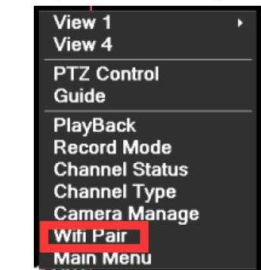 View 1
View 4
PTZ Control
Guide
PlayBack
Record Mode
Channel Status
Channel Type
Camera Manage
Wifi Pair
Main Menu